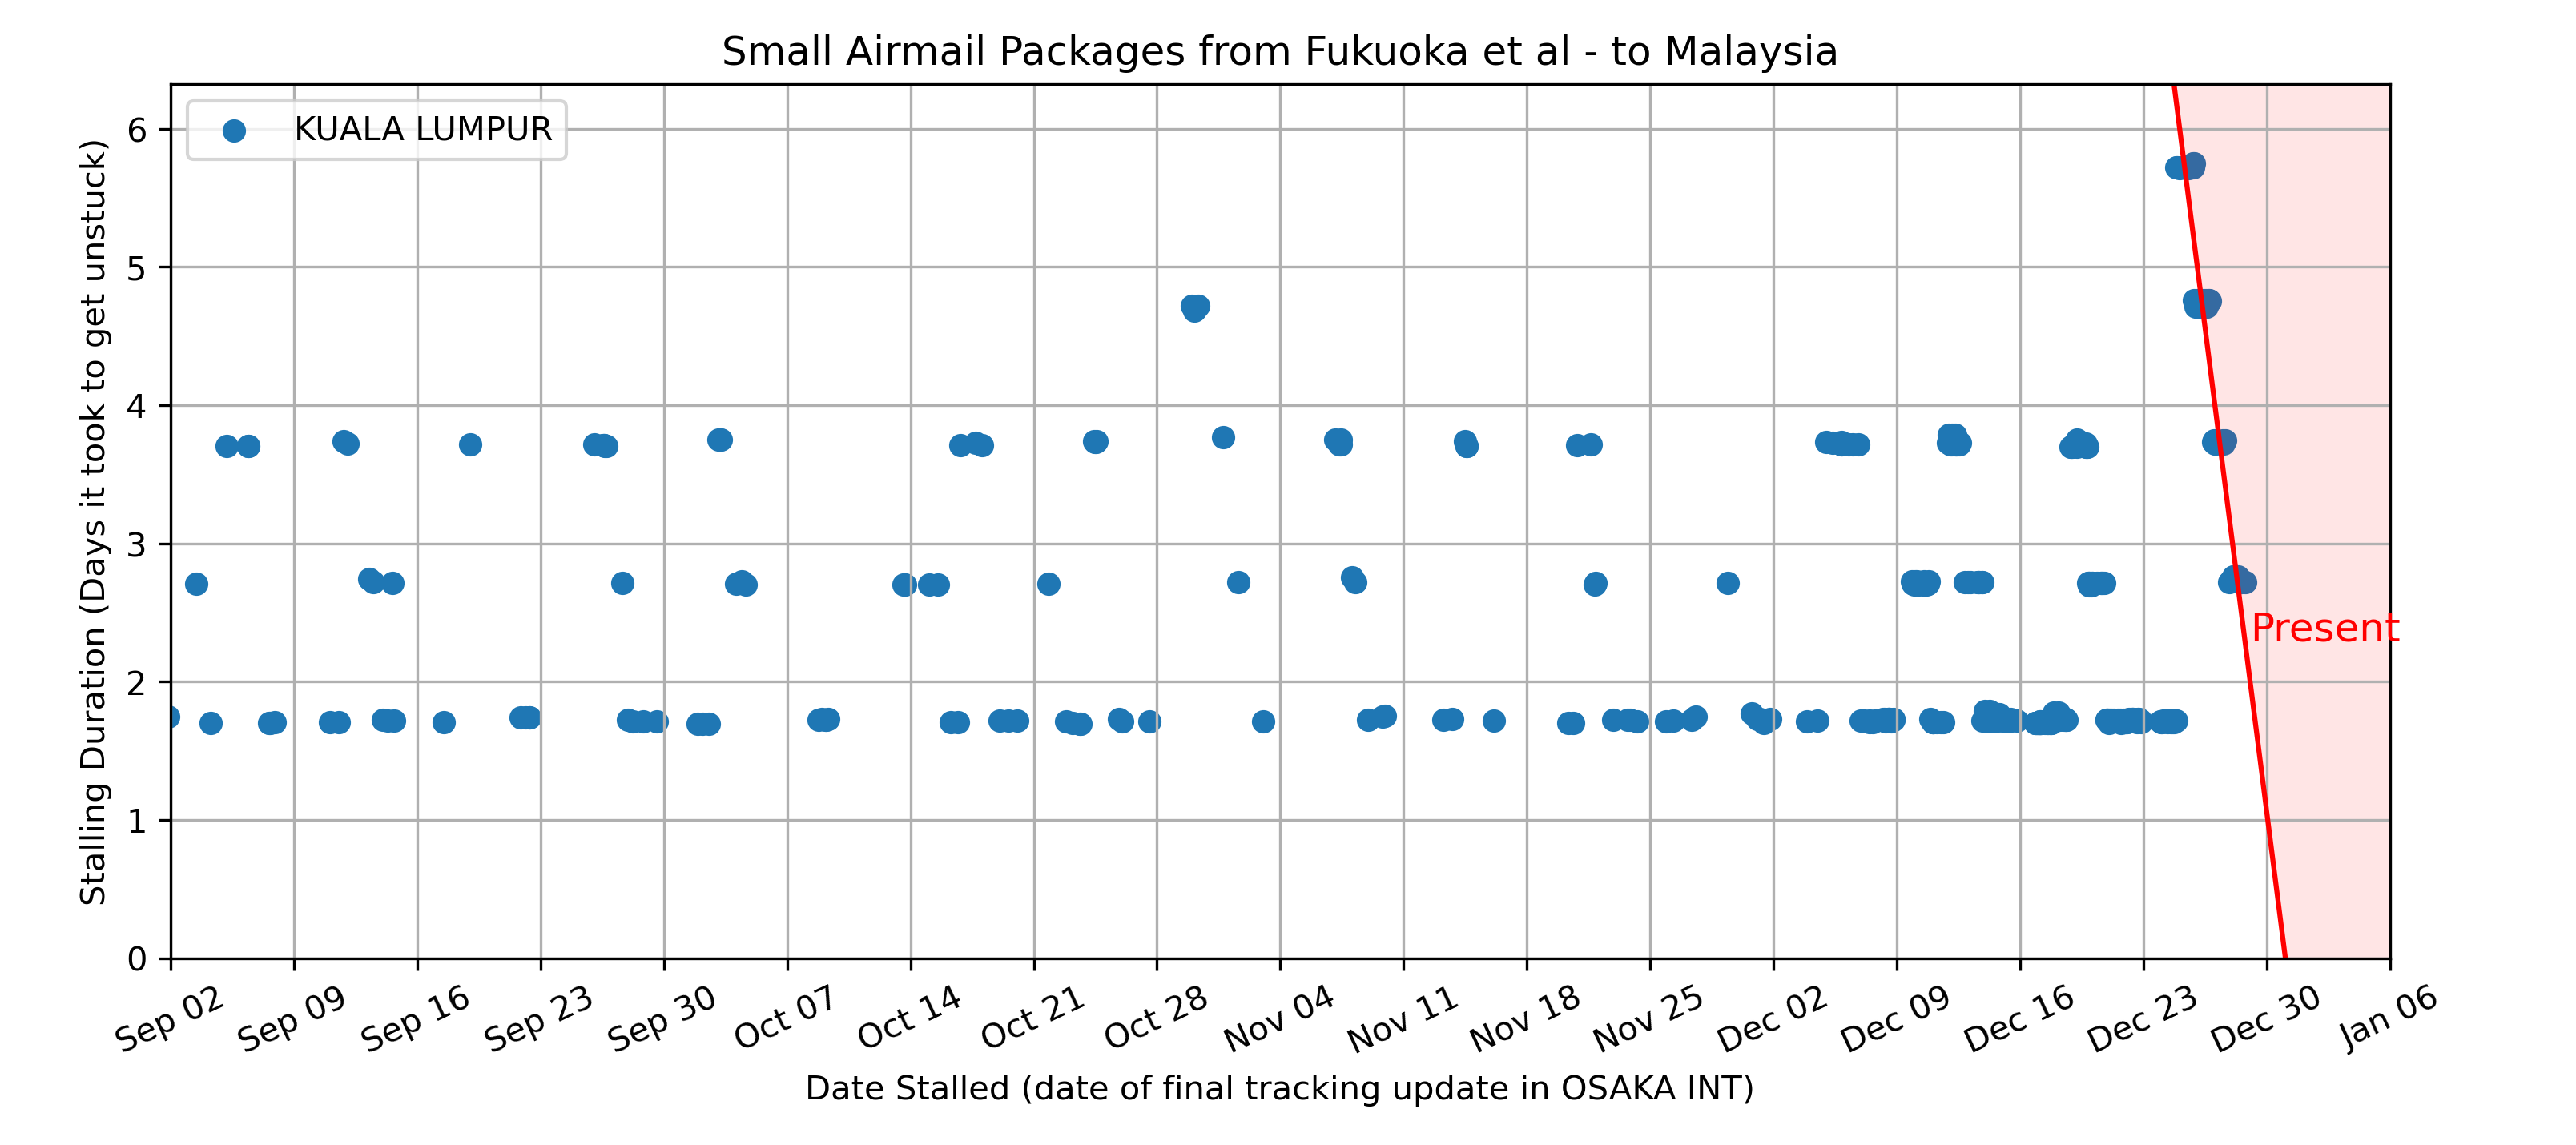 Small Airmail Packages from Fukuoka et al - to Malaysia
KUALA LUMPUR
Stalling Duration (Days it took to get unstuck)
6
5
4
3
2
1
0
Present
Sep 02
Sep 09
Sep 16
Sep 23
Sep 30
Oct 07
Oct 14
Oct 21
Oct 28
Nov 04
Nov 11
Nov 18
Nov 25
Dec 02
Dec 09
Dec 16
Dec 23
Dec 30
Jan 06
Date Stalled (date of final tracking update in OSAKA INT)